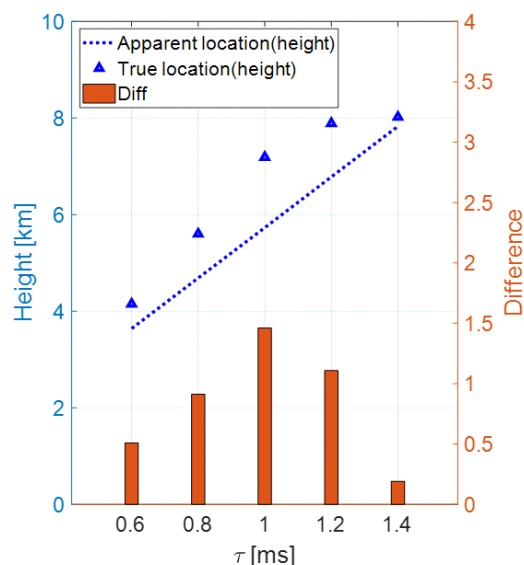 Apparent location(height)
True location(height)
Diff
Height [km]
10
8
6
4
2
0
Difference
4
3.5
3
2.5
2
1.5
1
0.5
0
0.6 0.8 1 1.2 1.4
τ [ms]